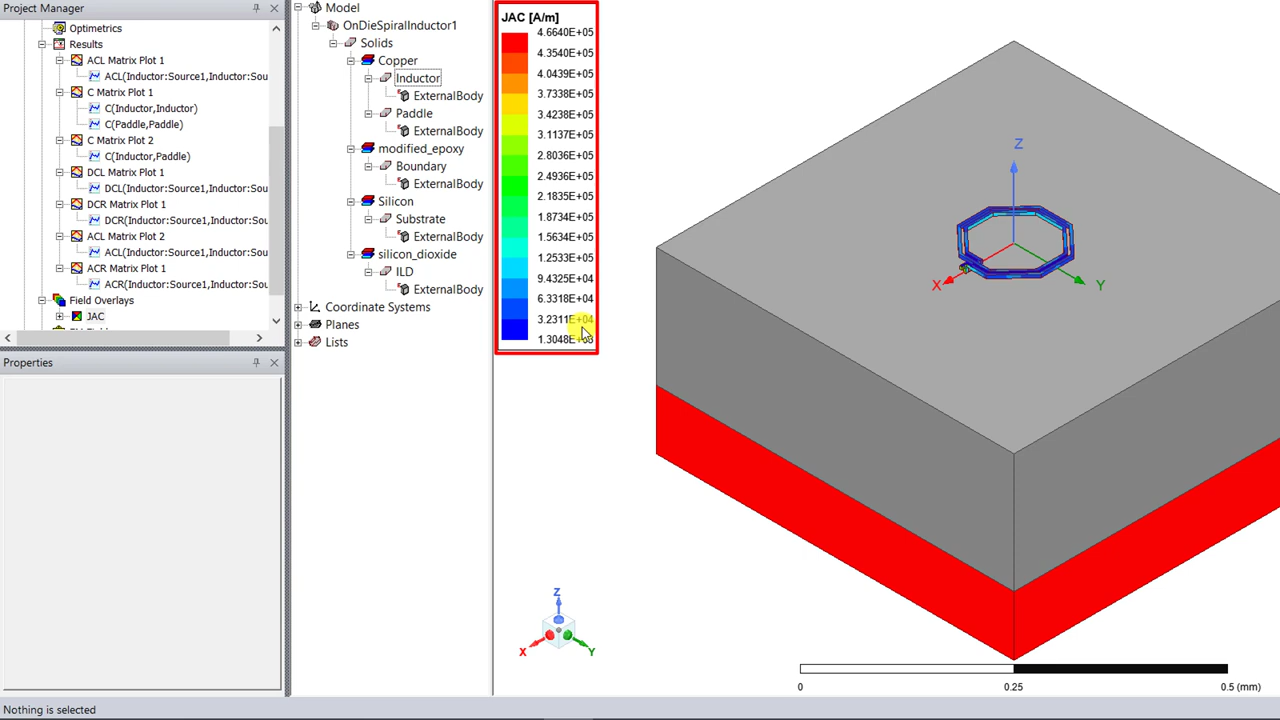 Project Manager
Optimetrics
Results
ACL Matrix Plot 1
ACL(Inductor:Source1,Inductor:Sou
C Matrix Plot 1
C(Inductor,Inductor)
C(Paddle,Paddle)
C Matrix Plot 2
C(Inductor,Paddle)
DCL Matrix Plot 1
DCL(Inductor:Source1,Inductor:Sou
DCR Matrix Plot 1
DCR(Inductor:Source1,Inductor:Sou
ACL Matrix Plot 2
ACL(Inductor:Source1,Inductor:Sou
ACR Matrix Plot 1
ACR(Inductor:Source1,Inductor:Sou
Field Overlays
JAC
Properties
Nothing is selected
Model
OnDieSpiralInductor1
Solids
Copper
Inductor
ExternalBody
Paddle
ExternalBody
modified_epoxy
Boundary
ExternalBody
Silicon
Substrate
ExternalBody
silicon_dioxide
ILD
ExternalBody
Coordinate Systems
Planes
Lists
JAC [A/m]
4.6640E+05
4.3540E+05
4.0439E+05
3.7338E+05
3.4238E+05
3.1137E+05
2.8036E+05
2.4936E+05
2.1835E+05
1.8734E+05
1.5634E+05
1.2533E+05
9.4325E+04
6.3318E+04
3.2311E+04
Z
X
Y
Z
X
Y
0
0.25
0.5 (mm)